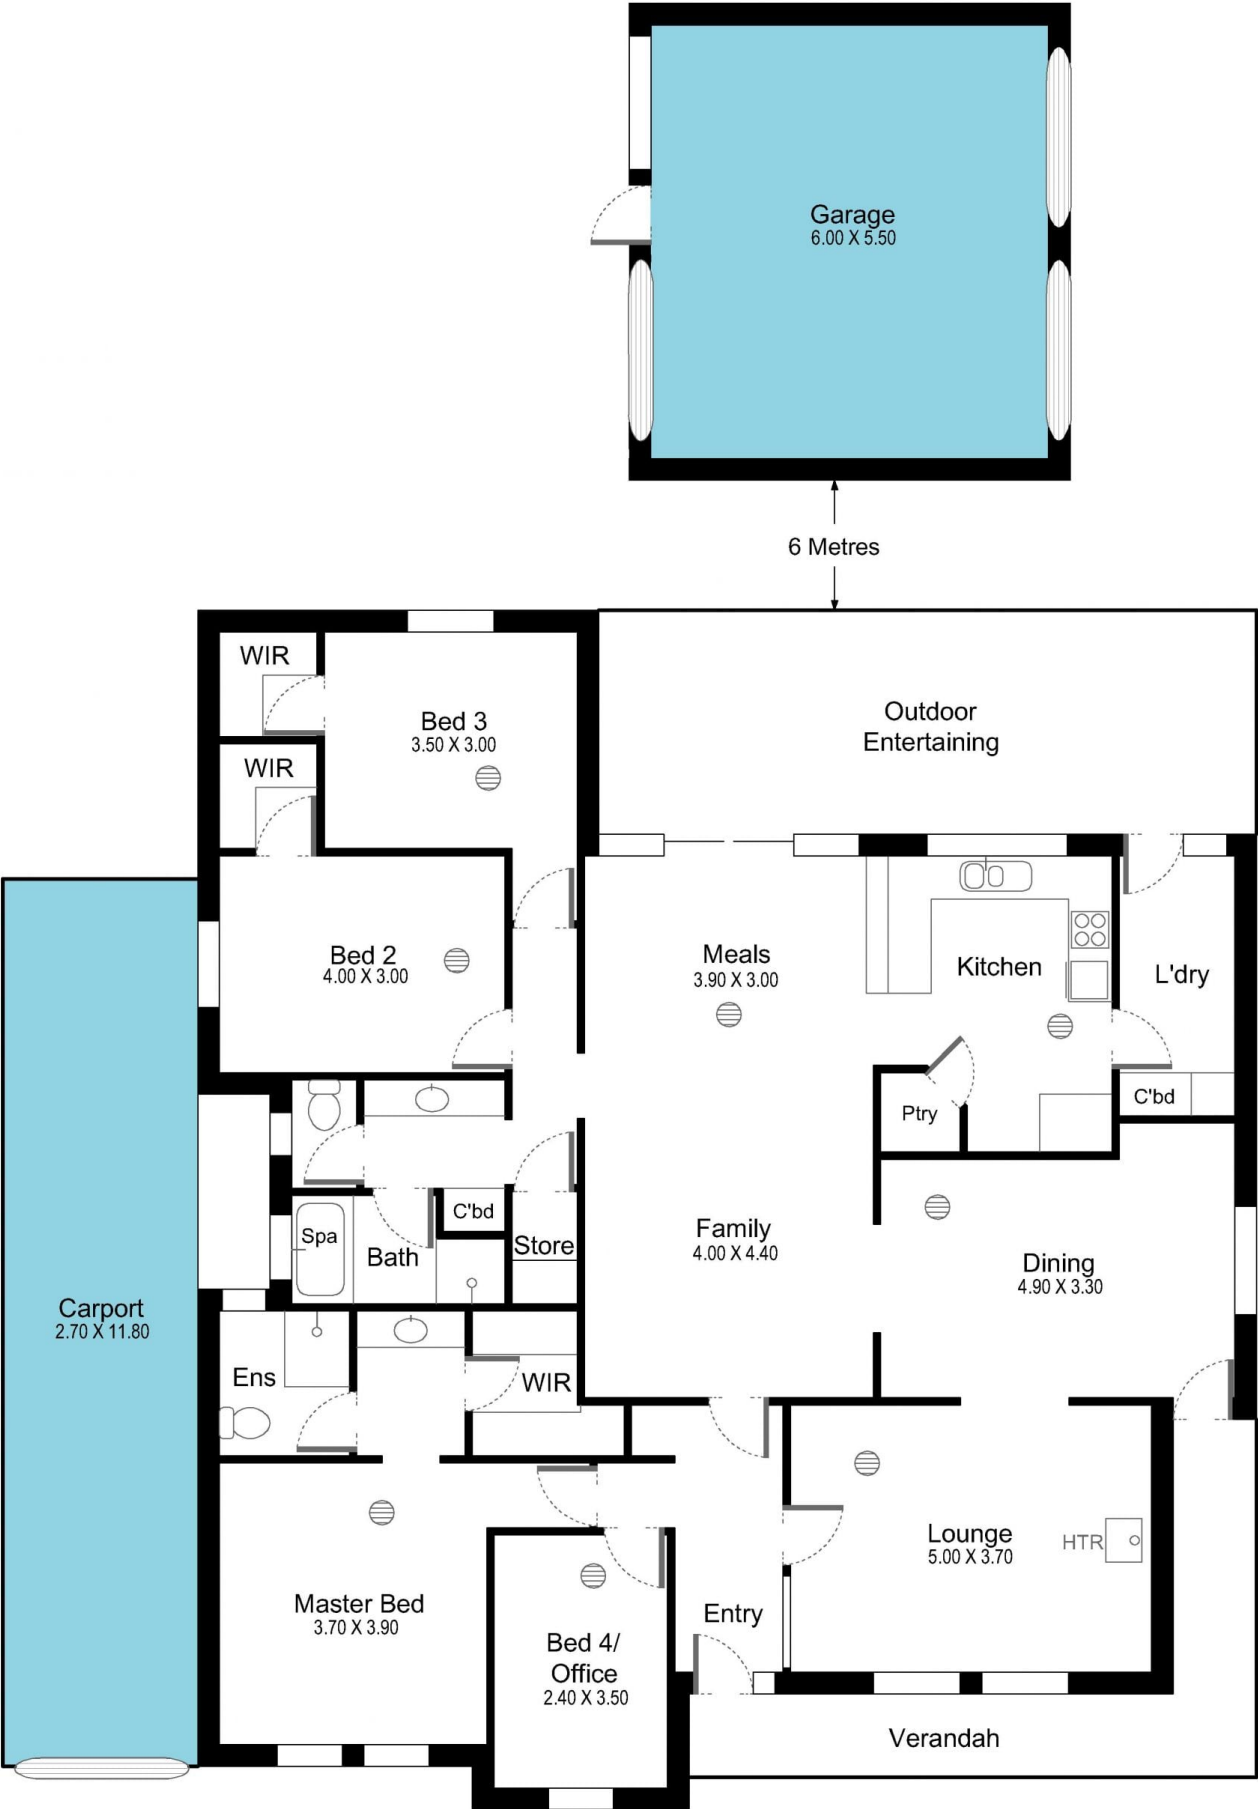 Garage
6.00 X 5.50
6 Metres
WIR
Bed 3
3.50 X 3.00
Outdoor
Entertaining
WIR
Bed 2
4.00 X 3.00
Meals
3.90 X 3.00
Kitchen
L'dry
C'bd
Ptry
C'bd
Spa
Bath
Store
Family
4.00 X 4.40
Dining
4.90 X 3.30
Carport
2.70 X 11.80
Ens
WIR
Lounge
5.00 X 3.70
HTR
Master Bed
3.70 X 3.90
Entry
Bed 4/
Office
2.40 X 3.50
Verandah